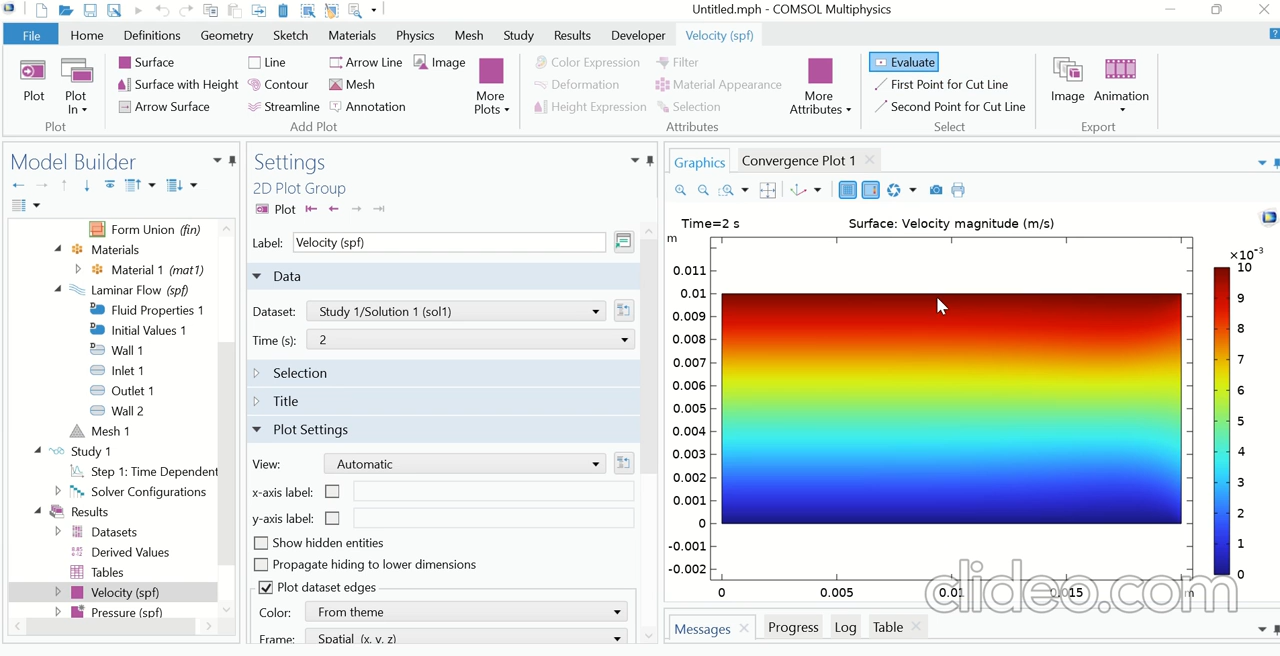 Untitled.mph - COMSOL Multiphysics
File Home Definitions Geometry Sketch Materials Physics Mesh Study Results Developer Velocity (spf)
Plot
Plot In
Plot
Surface
Surface with Height
Arrow Surface
Line
Contour
Streamline
Arrow Line
Mesh
Annotation
Image
More Plots
Add Plot
Color Expression
Deformation
Height Expression
Filter
Material Appearance
Selection
More Attributes
Attributes
Evaluate
First Point for Cut Line
Second Point for Cut Line
Select
Image
Animation
Export
Model Builder
Form Union (fin)
Materials
Material 1 (mat1)
Laminar Flow (spf)
Fluid Properties 1
Initial Values 1
Wall 1
Inlet 1
Outlet 1
Wall 2
Mesh 1
Study 1
Step 1: Time Dependent
Solver Configurations
Results
Datasets
Derived Values
Tables
Velocity (spf)
Pressure (spf)
Settings
2D Plot Group
Plot
Label: Velocity (spf)
Data
Dataset: Study 1/Solution 1 (sol1)
Time (s): 2
Selection
Title
Plot Settings
View: Automatic
x-axis label:
y-axis label:
Show hidden entities
Propagate hiding to lower dimensions
Plot dataset edges
Color: From theme
Frame: Spatial (x, y, z)
Graphics Convergence Plot 1
Time=2 s Surface: Velocity magnitude (m/s)
m
0.011
0.01
0.009
0.008
0.007
0.006
0.005
0.004
0.003
0.002
0.001
0
-0.001
-0.002
0 0.005 0.01 0.015 m
×10⁻³
10
9
8
7
6
5
4
3
2
1
0
clideo.com
Messages Progress Log Table